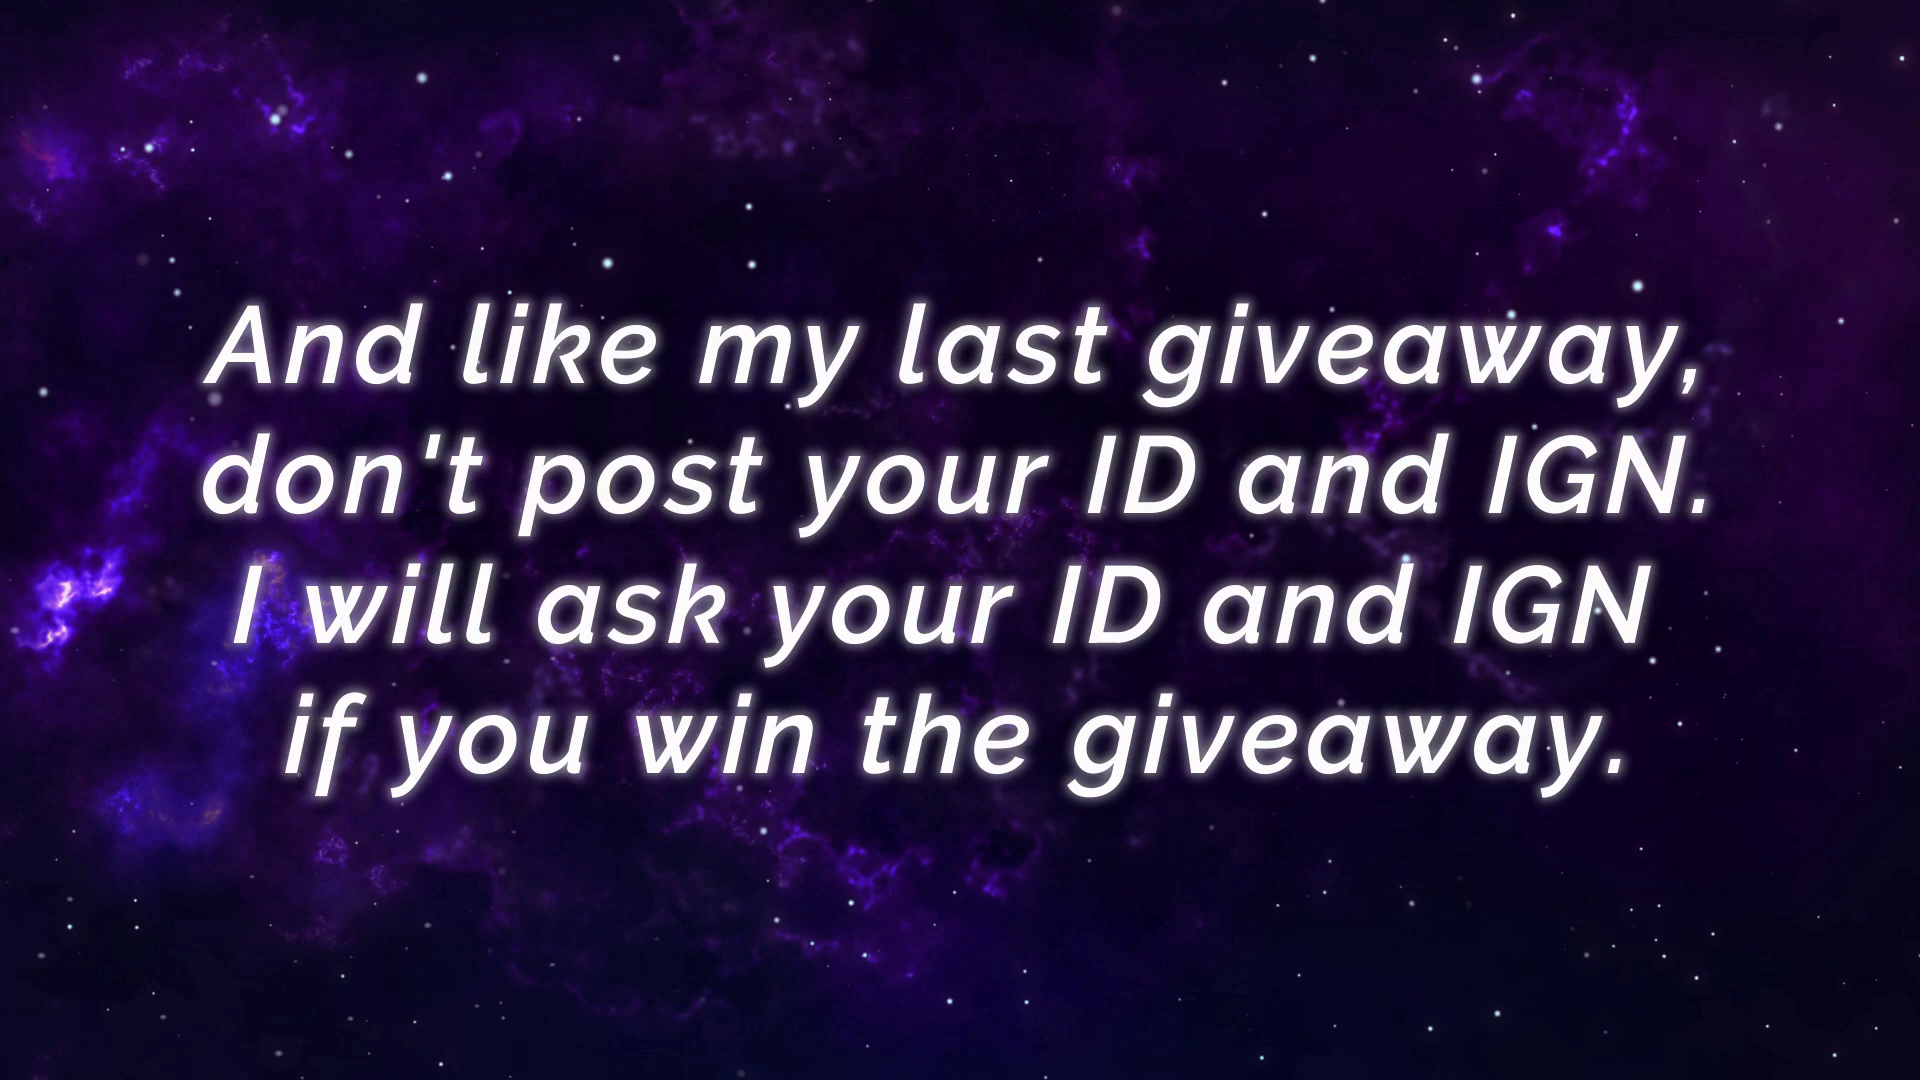 And like my last giveaway,
don't post your ID and IGN.
I will ask your ID and IGN
if you win the giveaway.